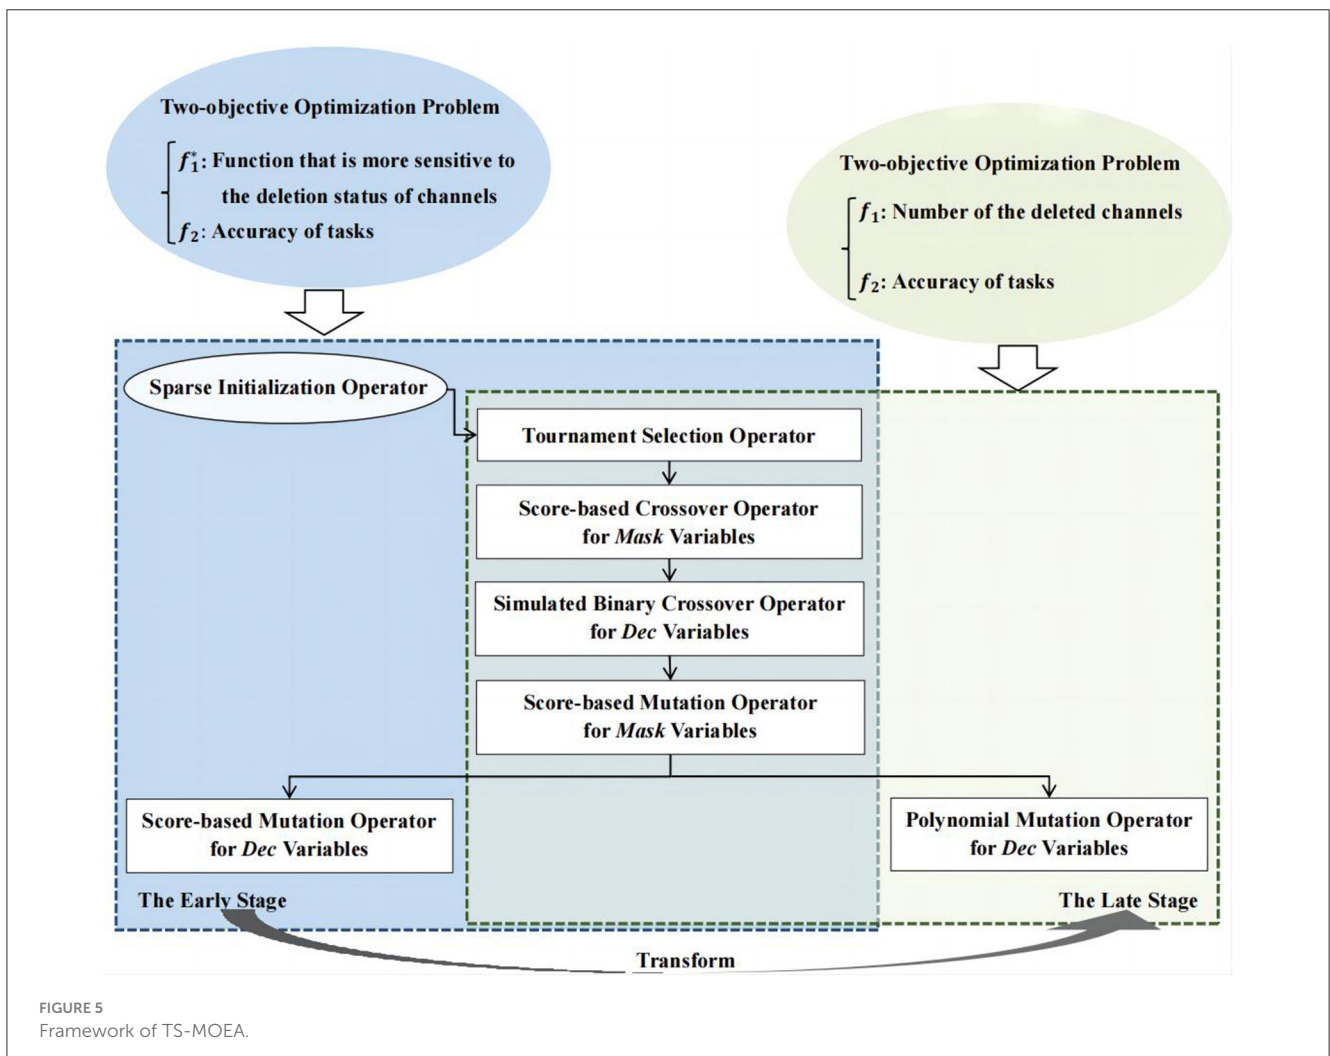 Two-objective Optimization Problem
f₁*: Function that is more sensitive to
the deletion status of channels
f₂: Accuracy of tasks
Two-objective Optimization Problem
f₁: Number of the deleted channels
f₂: Accuracy of tasks
Sparse Initialization Operator
Tournament Selection Operator
Score-based Crossover Operator
for Mask Variables
Simulated Binary Crossover Operator
for Dec Variables
Score-based Mutation Operator
for Mask Variables
Score-based Mutation Operator
for Dec Variables
Polynomial Mutation Operator
for Dec Variables
The Early Stage
The Late Stage
Transform
FIGURE 5
Framework of TS-MOEA.